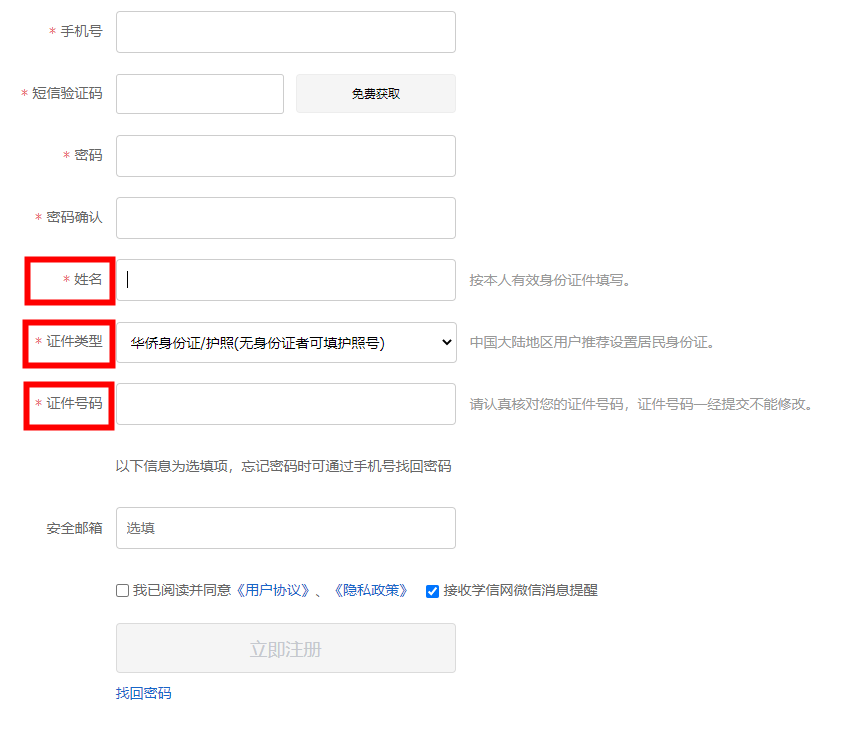 * 手机号
* 短信验证码 免费获取
* 密码
* 密码确认
* 姓名 按本人有效身份证件填写。
* 证件类型 华侨身份证/护照(无身份证者可填护照号) 中国大陆地区用户推荐设置居民身份证。
* 证件号码 请认真核对您的证件号码，证件号码一经提交不能修改。
以下信息为选填项，忘记密码时可通过手机号找回密码
安全邮箱 选填
我已阅读并同意《用户协议》、《隐私政策》 接收学信网微信消息提醒
立即注册
找回密码